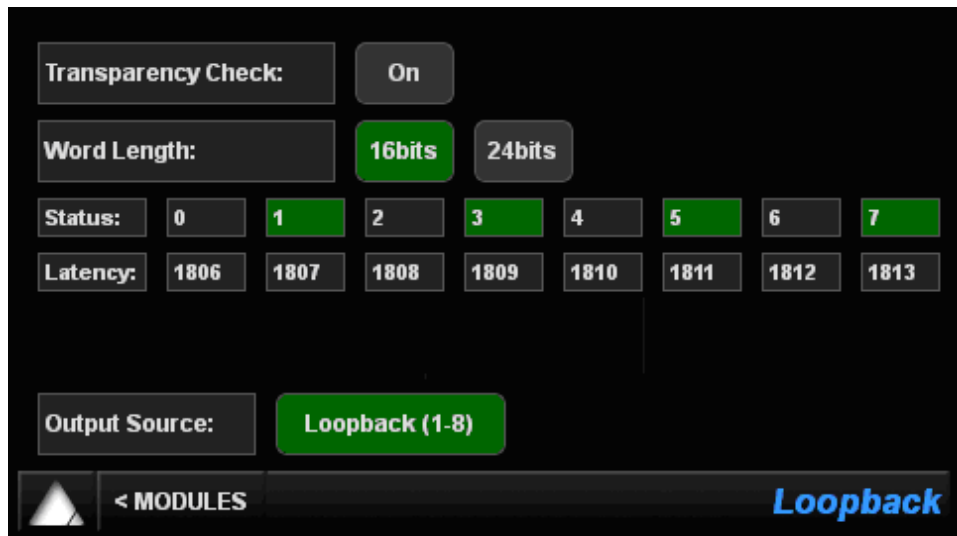 Transparency Check: On
Word Length: 16bits 24bits
Status: 0 1 2 3 4 5 6 7
Latency: 1806 1807 1808 1809 1810 1811 1812 1813
Output Source: Loopback (1-8)
< MODULES Loopback